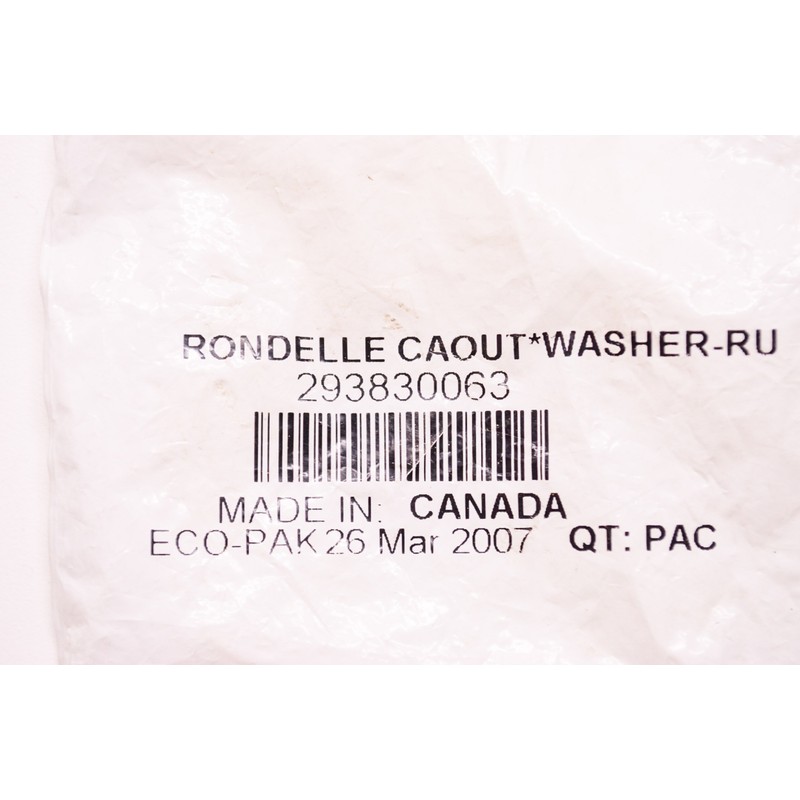 RONDELLE CAOUT*WASHER-RU
293830063
MADE IN: CANADA
ECO-PAK 26 Mar 2007 QT: PAC